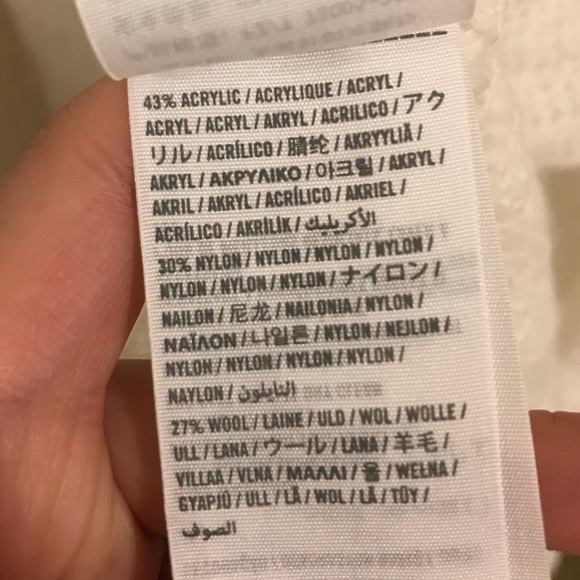 43% ACRYLIC / ACRYLIQUE / ACRYL /
ACRYL / ACRYL / AKRYL / ACRILICO / アク
リル / ACRÍLICO / 腈纶 / AKRYYLIÄ /
AKRYL / ΑΚΡΥΛΙΚΟ / 아크릴 / AKRYL /
AKRIL / AKRYL / ACRÍLICO / AKRIEL /
ACRÍLICO / AKRİLİK / الأكريليك
30% NYLON / NYLON / NYLON / NYLON /
NYLON / NYLON / NYLON / ナイロン /
NAILON / 尼龙 / NAILONIA / NYLON /
ΝΑΪΛΟΝ / 나일론 / NYLON / NEJLON /
NYLON / NYLON / NYLON / NYLON /
NAYLON / النايلون
27% WOOL / LAINE / ULD / WOL / WOLLE /
ULL / LANA / ウール / LANA / 羊毛 /
VILLAA / VLNA / ΜΑΛΛΙ / 울 / WEŁNA /
GYAPJÚ / ULL / LÃ / WOL / LÃ / TÜY /
الصوف